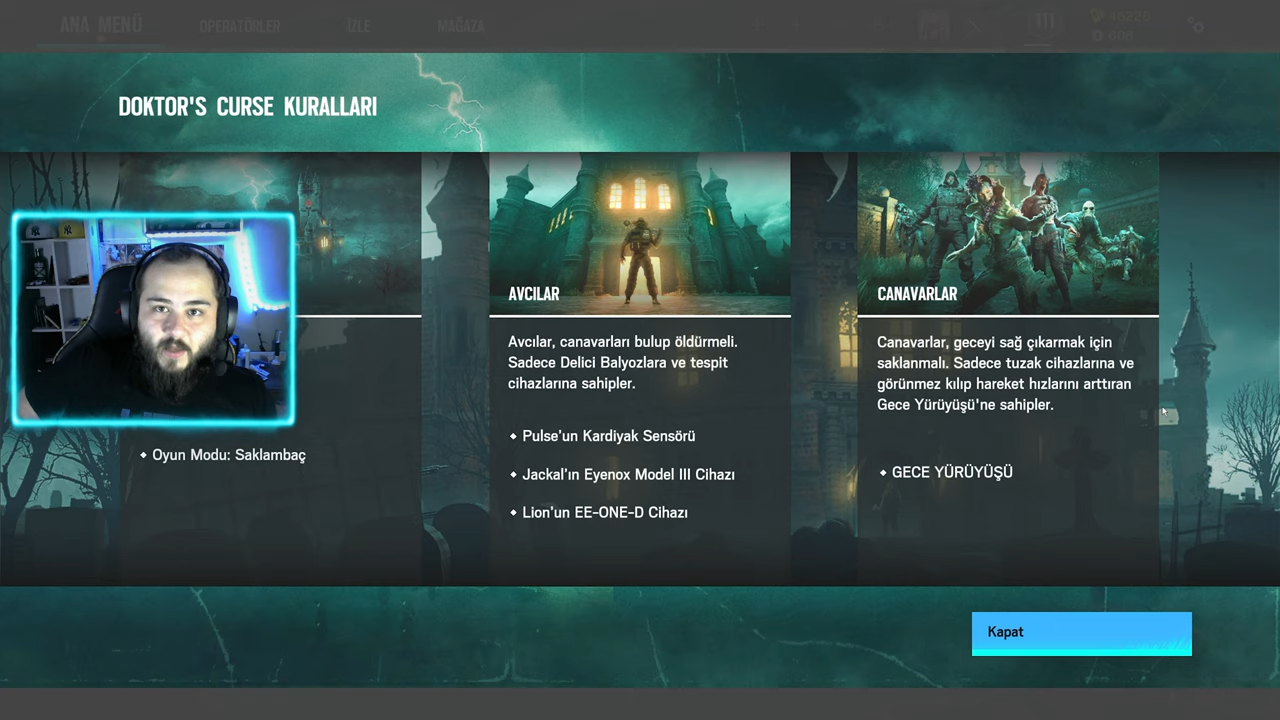 ANA MENÜ
OPERATÖRLER
İZLE
MAĞAZA
DOKTOR'S CURSE KURALLARI
Oyun Modu: Saklambaç
AVCILAR
Avcılar, canavarları bulup öldürmeli.
Sadece Delici Balyozlara ve tespit
cihazlarına sahipler.
Pulse'un Kardiyak Sensörü
Jackal'ın Eyenox Model III Cihazı
Lion'un EE-ONE-D Cihazı
CANAVARLAR
Canavarlar, geceyi sağ çıkarmak için
saklanmalı. Sadece tuzak cihazlarına ve
görünmez kılıp hareket hızlarını arttıran
Gece Yürüyüşü'ne sahipler.
GECE YÜRÜYÜŞÜ
Kapat